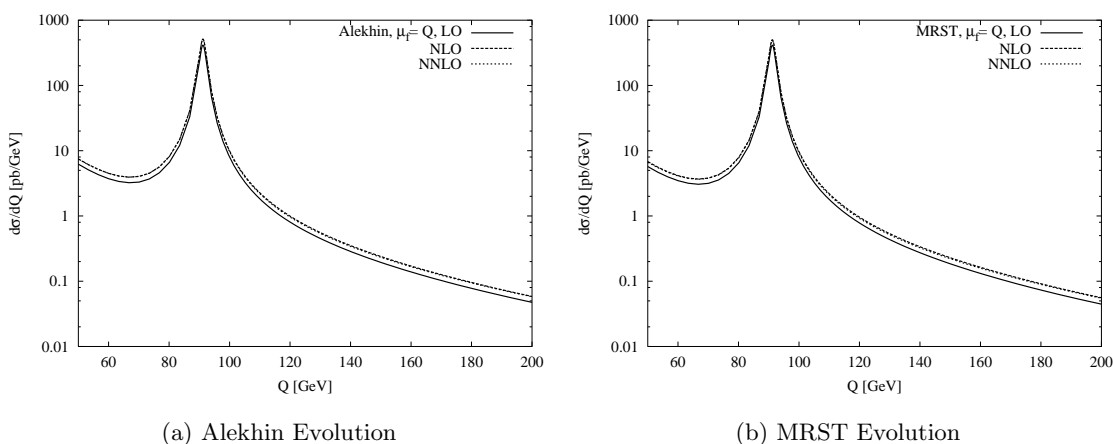 1000
100
10
1
0.1
0.01
dσ/dQ [pb/GeV]
60 80 100 120 140 160 180 200
Q [GeV]
Alekhin, μf= Q, LO
NLO
NNLO
(a) Alekhin Evolution
1000
100
10
1
0.1
0.01
dσ/dQ [pb/GeV]
60 80 100 120 140 160 180 200
Q [GeV]
MRST, μf= Q, LO
NLO
NNLO
(b) MRST Evolution